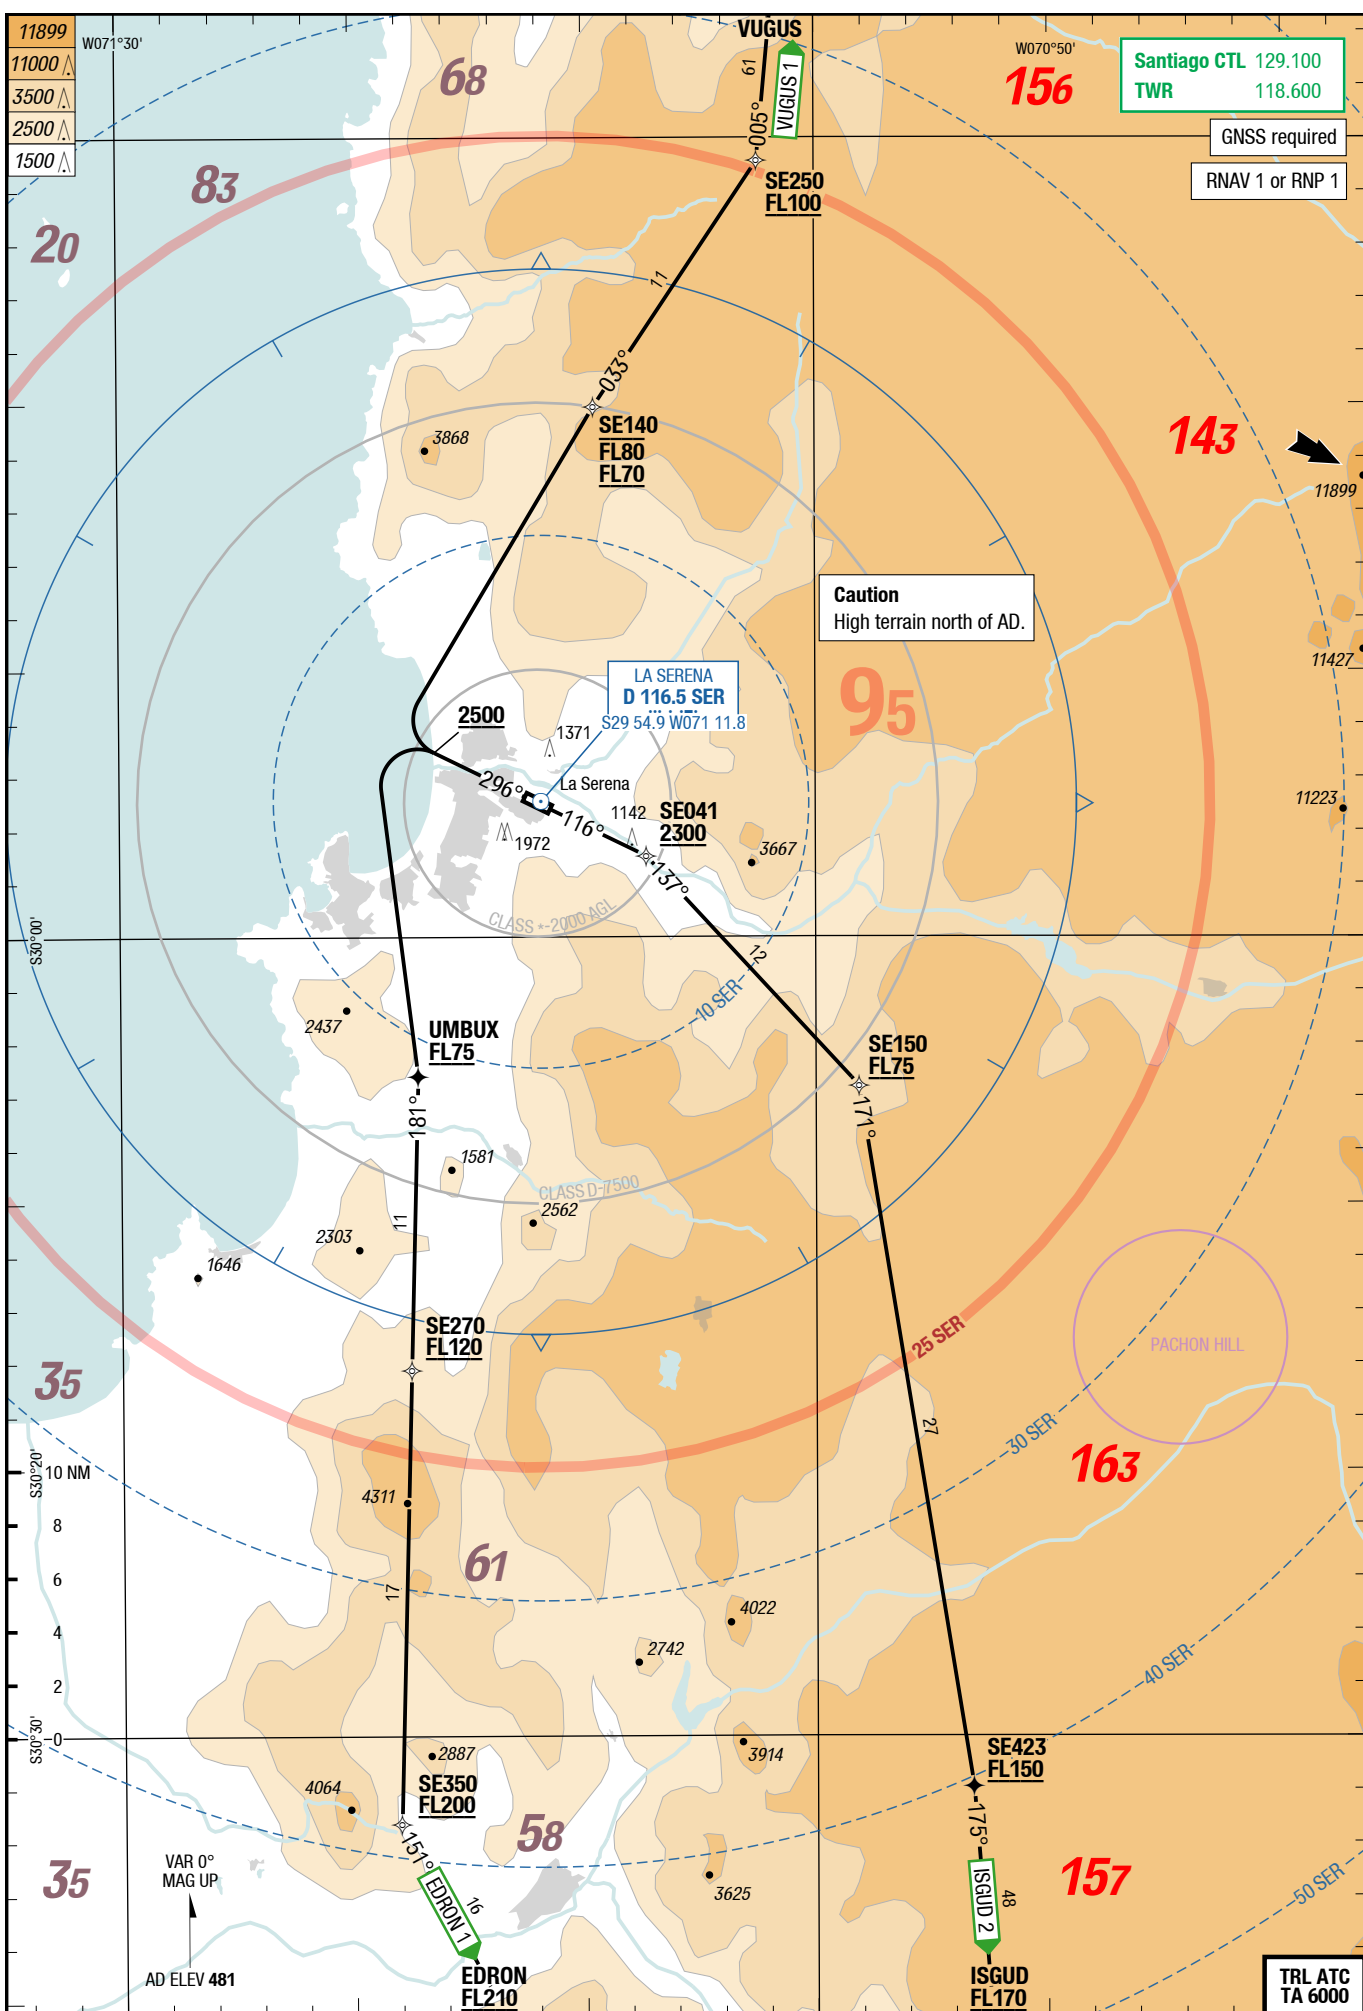 11899
11000
3500
2500
1500
W071°30'
68
83
20
VUGUS
61
VUGUS 1
005°
W070°50'
156
Santiago CTL 129.100
TWR 118.600
GNSS required
RNAV 1 or RNP 1
SE250
FL100
11
033°
SE140
FL80
FL70
3868
143
11899
Caution
High terrain north of AD.
11427
95
LA SERENA
D 116.5 SER
S29 54.9 W071 11.8
2500
1371
296°
La Serena
116°
1142
SE041
2300
1972
137°
3667
11223
CLASS *-2000 AGL
S30°00'
12
10 SER
2437
UMBUX
FL75
SE150
FL75
181°
171°
1581
CLASS D-7500
2562
11
2303
1646
SE270
FL120
25 SER
PACHON HILL
35
27
30 SER
163
S30°20'
10 NM
8
6
4
2
0
S30°30'
4311
61
17
4022
2742
40 SER
3914
2887
SE423
FL150
4064
SE350
FL200
58
175°
151°
EDRON 1
16
ISGUD 2
48
157
50 SER
35
VAR 0°
MAG UP
3625
AD ELEV 481
EDRON
FL210
ISGUD
FL170
TRL ATC
TA 6000